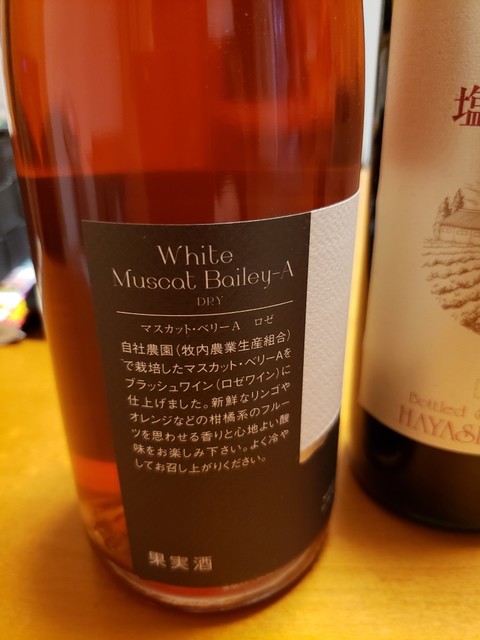 White
Muscat Bailey-A
DRY
マスカット・ベリーA ロゼ
自社農園(牧内農業生産組合)
で栽培したマスカット・ベリーAを
ブラッシュワイン(ロゼワイン)に
仕上げました。新鮮なリンゴや
オレンジなどの柑橘系のフルー
ツを思わせる香りと心地よい酸
味をお楽しみ下さい。よく冷や
してお召し上がりください。
果実酒
塩
Bottled
HAYASH